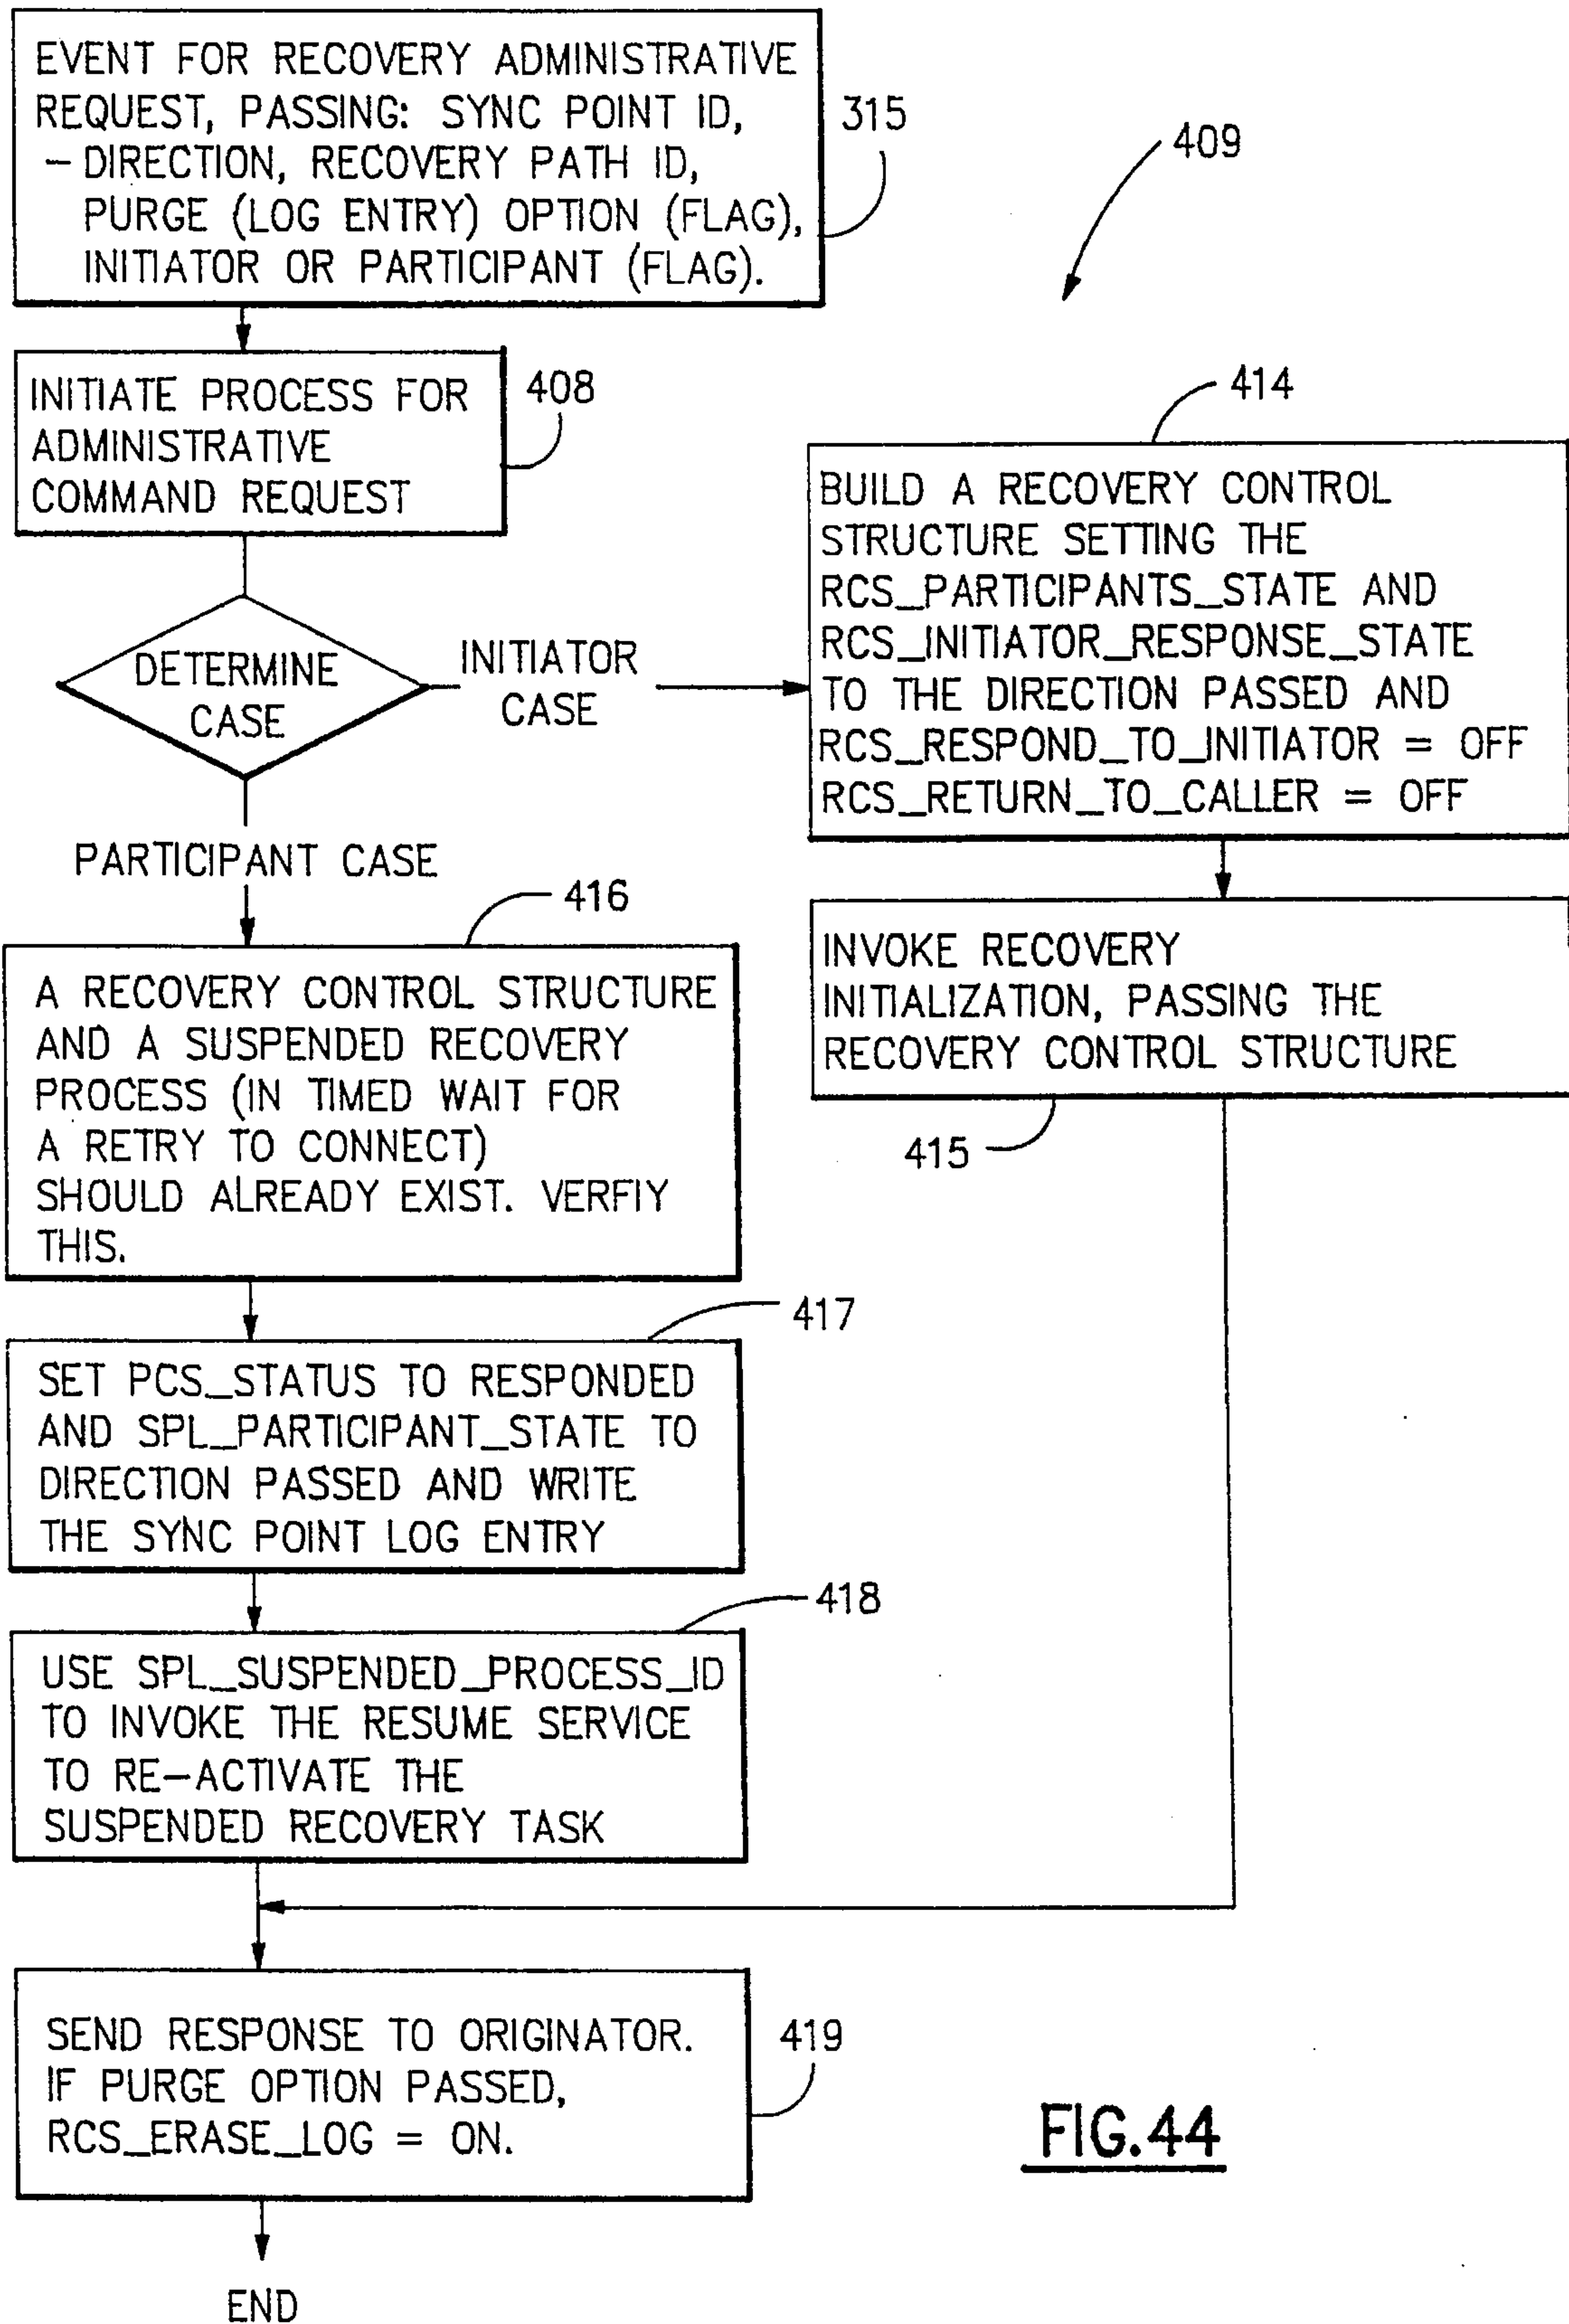 EVENT FOR RECOVERY ADMINISTRATIVE
REQUEST, PASSING: SYNC POINT ID,
- DIRECTION, RECOVERY PATH ID,
PURGE (LOG ENTRY) OPTION (FLAG),
INITIATOR OR PARTICIPANT (FLAG).
315
409
INITIATE PROCESS FOR
ADMINISTRATIVE
COMMAND REQUEST
408
DETERMINE
CASE
INITIATOR
CASE
414
BUILD A RECOVERY CONTROL
STRUCTURE SETTING THE
RCS_PARTICIPANTS_STATE AND
RCS_INITIATOR_RESPONSE_STATE
TO THE DIRECTION PASSED AND
RCS_RESPOND_TO_INITIATOR = OFF
RCS_RETURN_TO_CALLER = OFF
INVOKE RECOVERY
INITIALIZATION, PASSING THE
RECOVERY CONTROL STRUCTURE
415
PARTICIPANT CASE
416
A RECOVERY CONTROL STRUCTURE
AND A SUSPENDED RECOVERY
PROCESS (IN TIMED WAIT FOR
A RETRY TO CONNECT)
SHOULD ALREADY EXIST. VERFIY
THIS.
417
SET PCS_STATUS TO RESPONDED
AND SPL_PARTICIPANT_STATE TO
DIRECTION PASSED AND WRITE
THE SYNC POINT LOG ENTRY
418
USE SPL_SUSPENDED_PROCESS_ID
TO INVOKE THE RESUME SERVICE
TO RE-ACTIVATE THE
SUSPENDED RECOVERY TASK
SEND RESPONSE TO ORIGINATOR.
IF PURGE OPTION PASSED,
RCS_ERASE_LOG = ON.
419
END
FIG.44